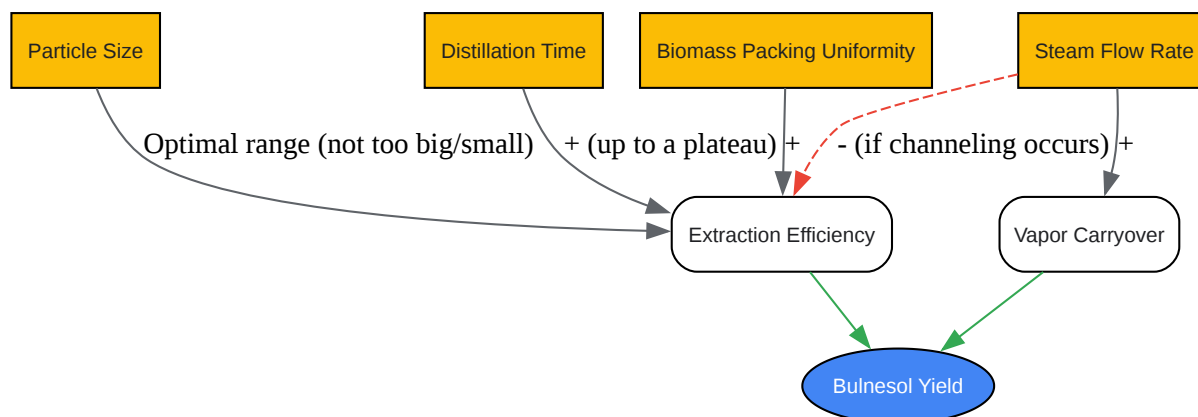 Particle Size
Distillation Time
Biomass Packing Uniformity
Steam Flow Rate
Optimal range (not too big/small)
+ (up to a plateau)
+
- (if channeling occurs)
+
Extraction Efficiency
Vapor Carryover
Bulnesol Yield